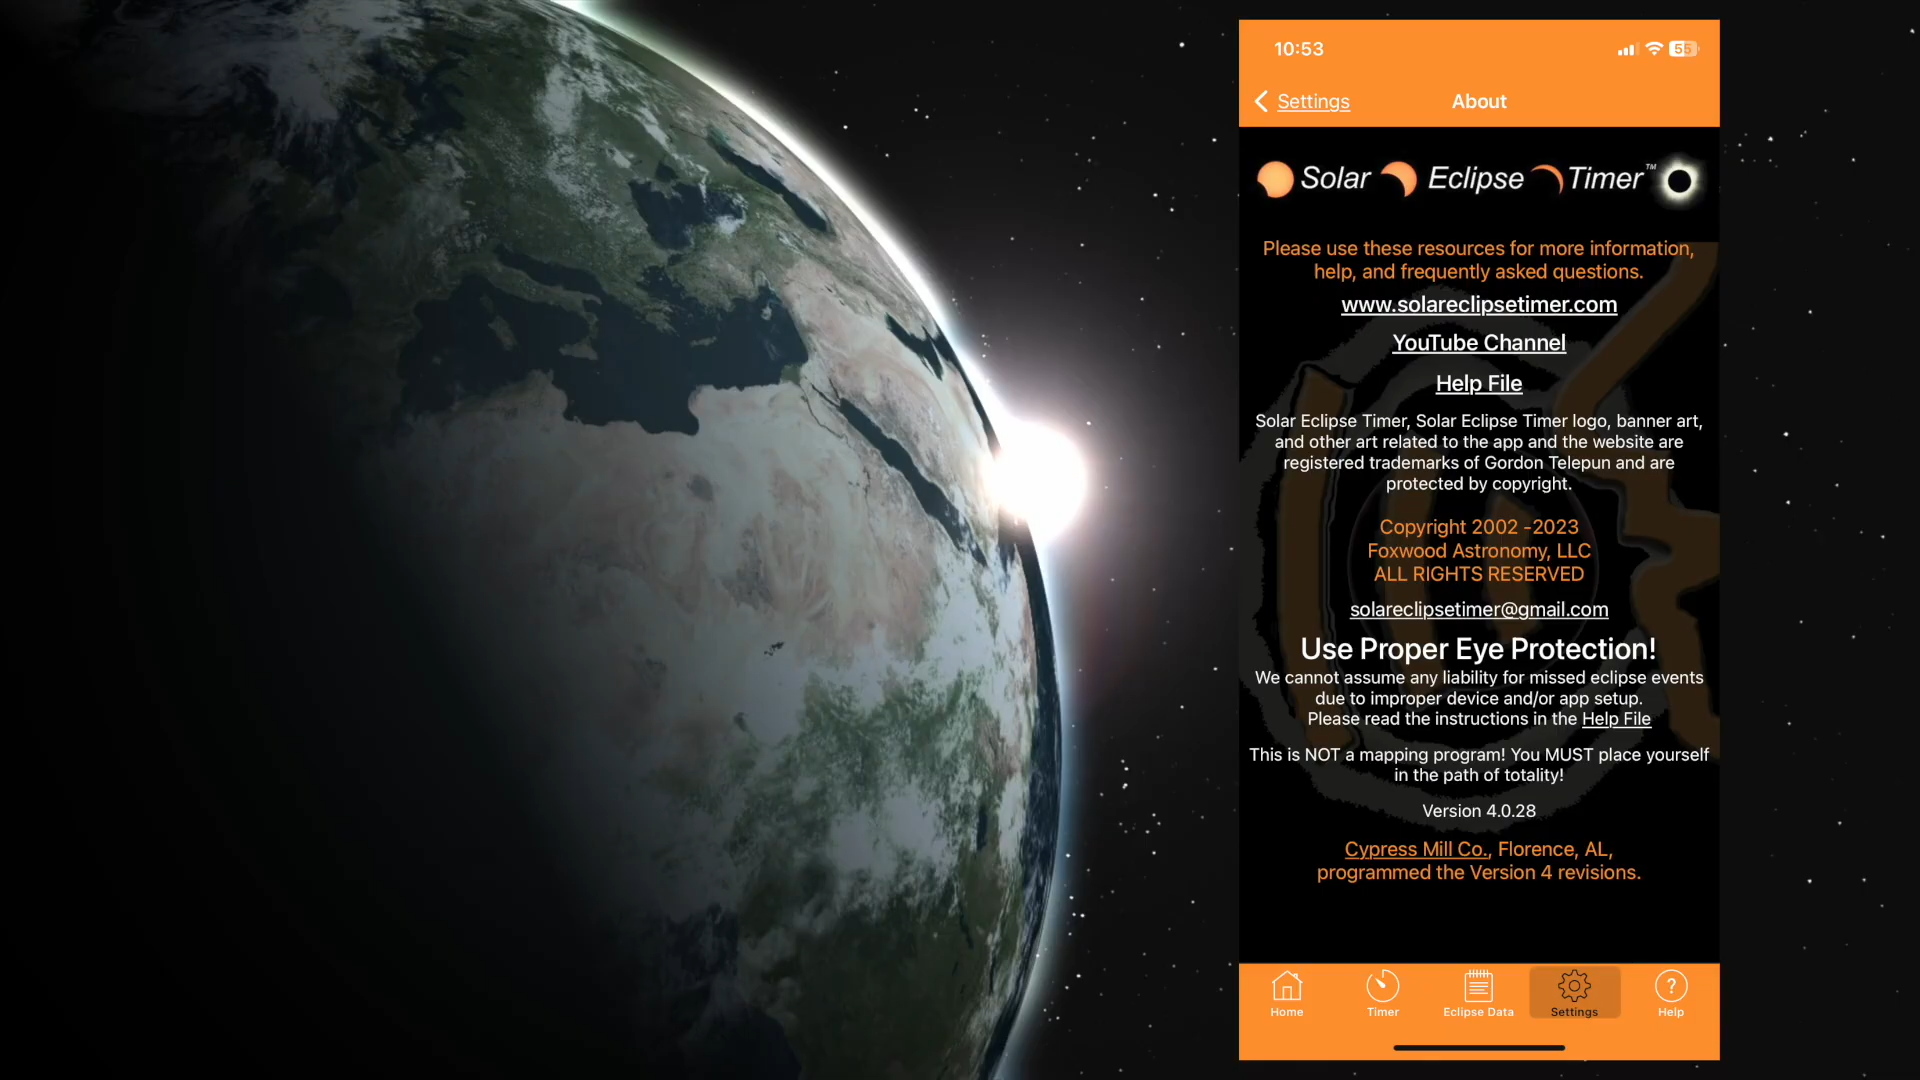 10:53
55
Settings
About
Solar Eclipse Timer™
Please use these resources for more information,
help, and frequently asked questions.
www.solareclipsetimer.com
YouTube Channel
Help File
Solar Eclipse Timer, Solar Eclipse Timer logo, banner art,
and other art related to the app and the website are
registered trademarks of Gordon Telepun and are
protected by copyright.
Copyright 2002 -2023
Foxwood Astronomy, LLC
ALL RIGHTS RESERVED
solareclipsetimer@gmail.com
Use Proper Eye Protection!
We cannot assume any liability for missed eclipse events
due to improper device and/or app setup.
Please read the instructions in the Help File
This is NOT a mapping program! You MUST place yourself
in the path of totality!
Version 4.0.28
Cypress Mill Co., Florence, AL,
programmed the Version 4 revisions.
Home
Timer
Eclipse Data
Settings
?
Help